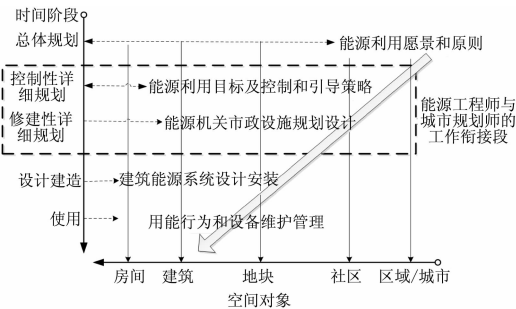 时间阶段
总体规划
能源利用愿景和原则
控制性详
细规划
能源利用目标及控制和引导策略
修建性详
细规划
能源机关市政设施规划设计
能源工程师与
城市规划师的
工作衔接段
设计建造
建筑能源系统设计安装
使用
用能行为和设备维护管理
房间 建筑 地块 社区 区域/城市
空间对象